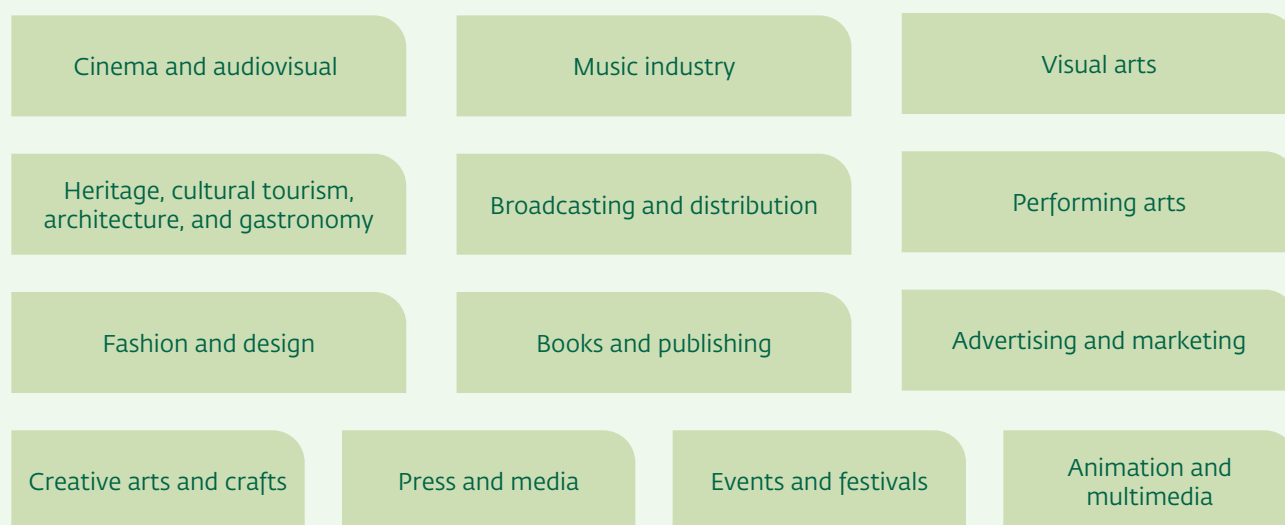 Cinema and audiovisual
Music industry
Visual arts
Heritage, cultural tourism,
architecture, and gastronomy
Broadcasting and distribution
Performing arts
Fashion and design
Books and publishing
Advertising and marketing
Creative arts and crafts
Press and media
Events and festivals
Animation and
multimedia